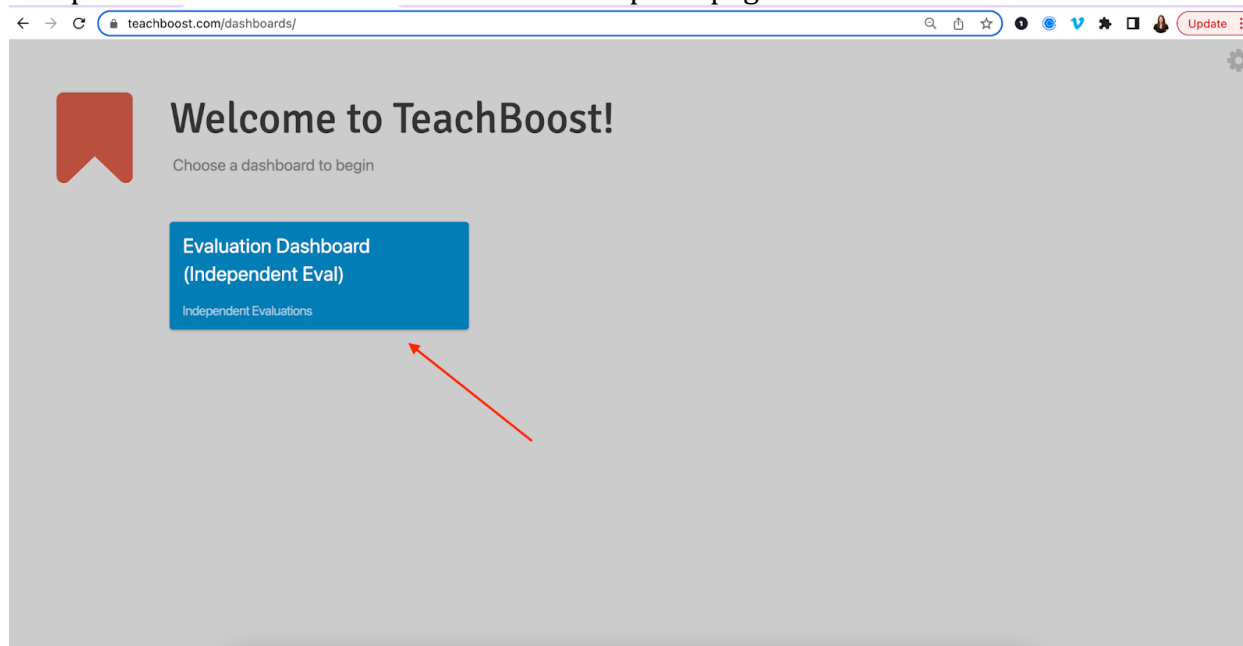 teachboost.com/dashboards/
Update
Welcome to TeachBoost!
Choose a dashboard to begin
Evaluation Dashboard
(Independent Eval)
Independent Evaluations